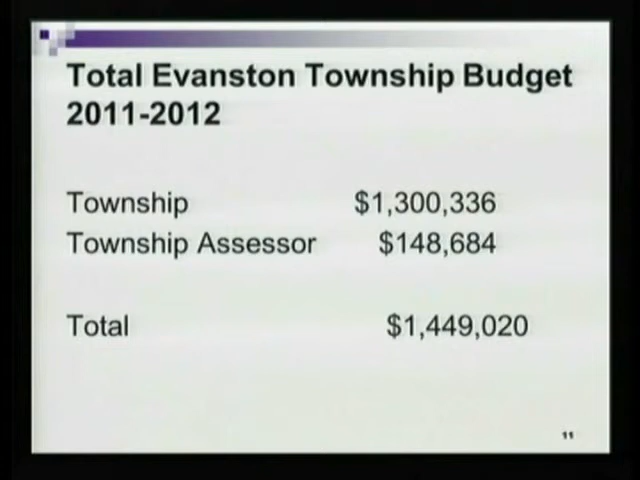 Total Evanston Township Budget
2011-2012
Township $1,300,336
Township Assessor $148,684
Total $1,449,020
11